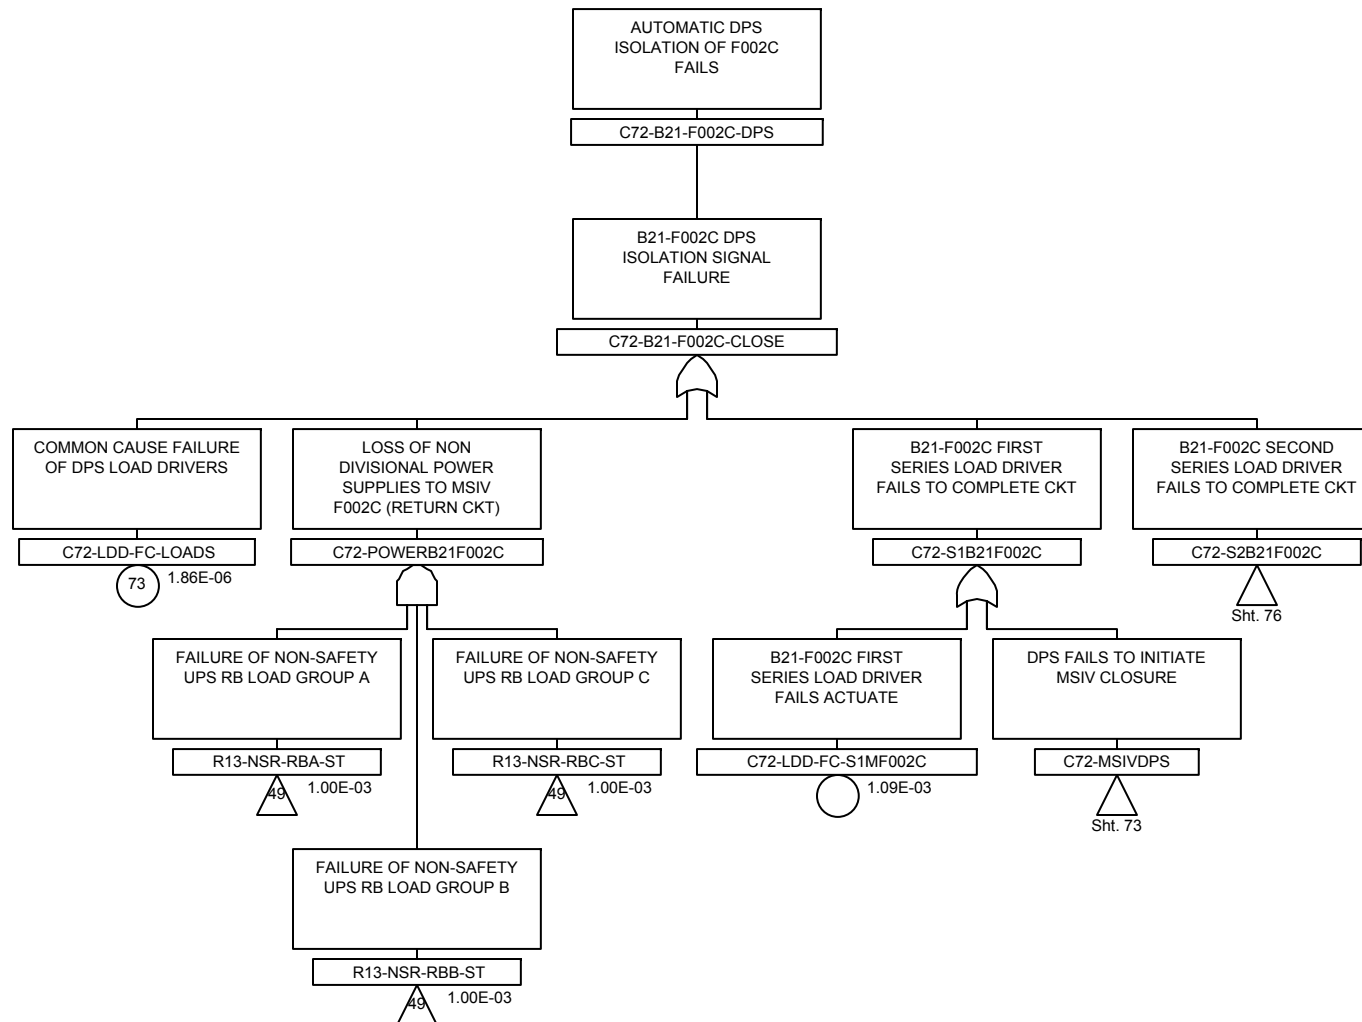 AUTOMATIC DPS
ISOLATION OF F002C
FAILS
C72-B21-F002C-DPS
B21-F002C DPS
ISOLATION SIGNAL
FAILURE
C72-B21-F002C-CLOSE
COMMON CAUSE FAILURE
OF DPS LOAD DRIVERS
C72-LDD-FC-LOADS
73
1.86E-06
LOSS OF NON
DIVISIONAL POWER
SUPPLIES TO MSIV
F002C (RETURN CKT)
C72-POWERB21F002C
B21-F002C FIRST
SERIES LOAD DRIVER
FAILS TO COMPLETE CKT
C72-S1B21F002C
B21-F002C SECOND
SERIES LOAD DRIVER
FAILS TO COMPLETE CKT
C72-S2B21F002C
Sht. 76
FAILURE OF NON-SAFETY
UPS RB LOAD GROUP A
R13-NSR-RBA-ST
49
1.00E-03
FAILURE OF NON-SAFETY
UPS RB LOAD GROUP C
R13-NSR-RBC-ST
49
1.00E-03
B21-F002C FIRST
SERIES LOAD DRIVER
FAILS ACTUATE
C72-LDD-FC-S1MF002C
1.09E-03
DPS FAILS TO INITIATE
MSIV CLOSURE
C72-MSIVDPS
Sht. 73
FAILURE OF NON-SAFETY
UPS RB LOAD GROUP B
R13-NSR-RBB-ST
49
1.00E-03